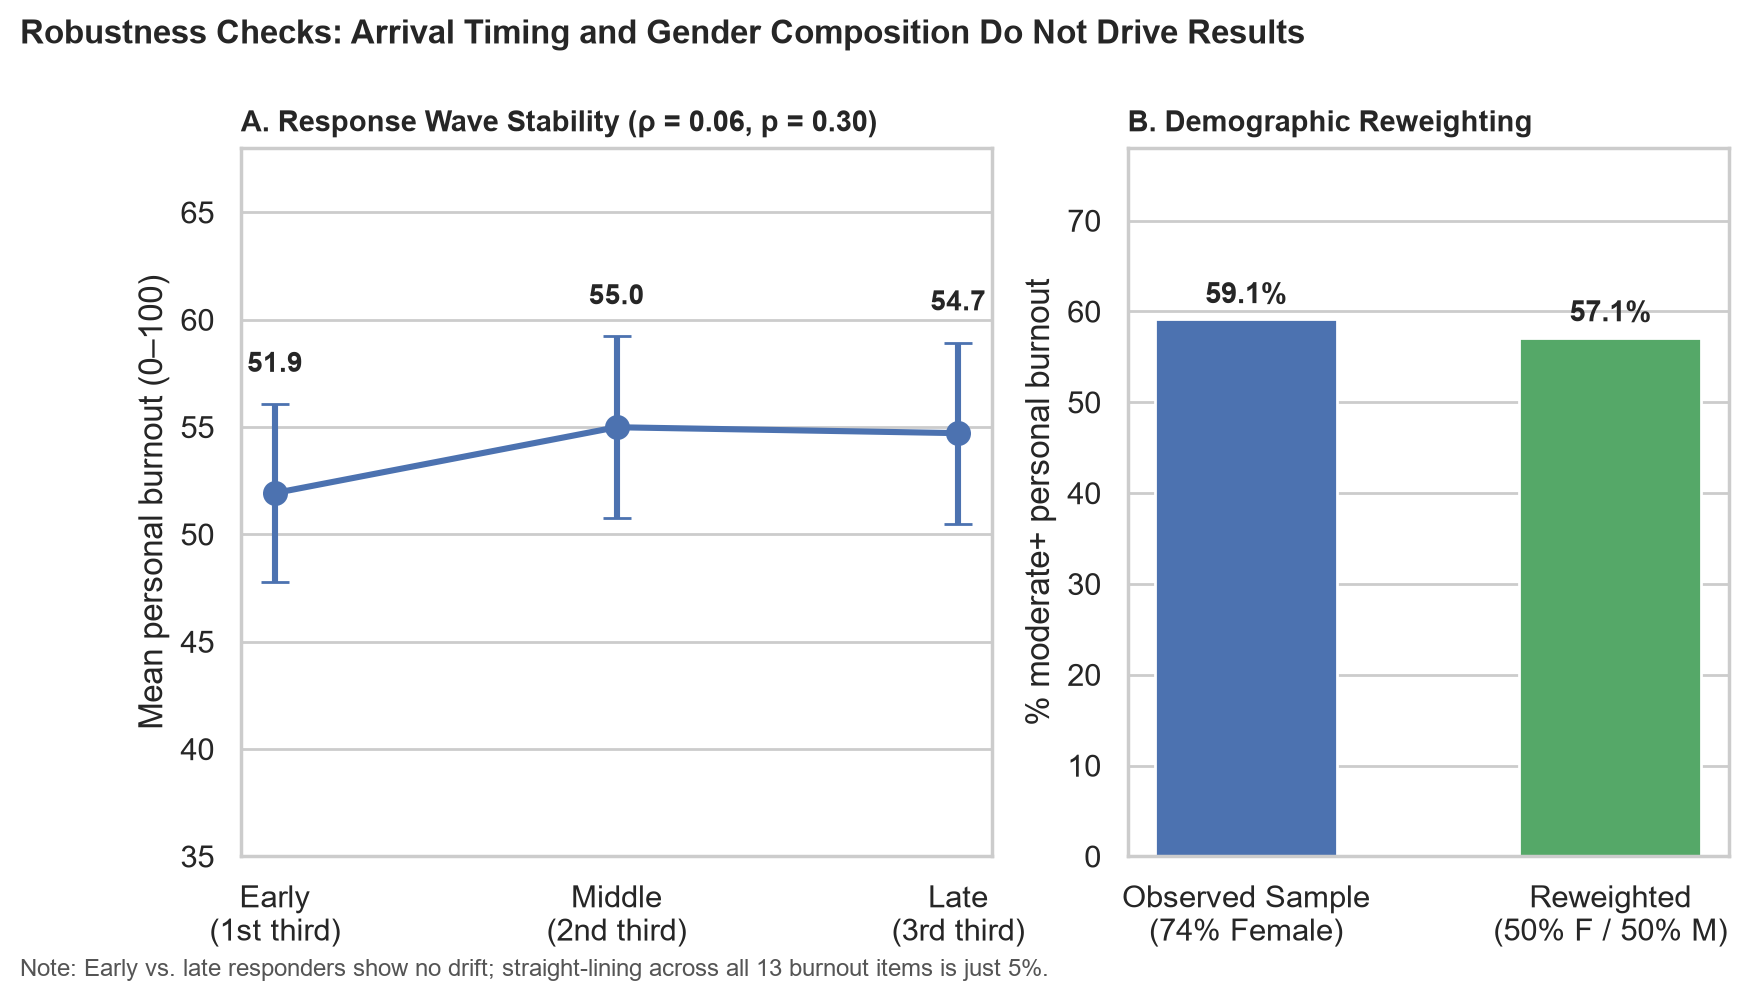 Robustness Checks: Arrival Timing and Gender Composition Do Not Drive Results
A. Response Wave Stability (ρ = 0.06, p = 0.30)
Mean personal burnout (0–100)
65
60
55
50
45
40
35
51.9
55.0
54.7
Early
(1st third)
Middle
(2nd third)
Late
(3rd third)
B. Demographic Reweighting
% moderate+ personal burnout
70
60
50
40
30
20
10
0
59.1%
57.1%
Observed Sample
(74% Female)
Reweighted
(50% F / 50% M)
Note: Early vs. late responders show no drift; straight-lining across all 13 burnout items is just 5%.